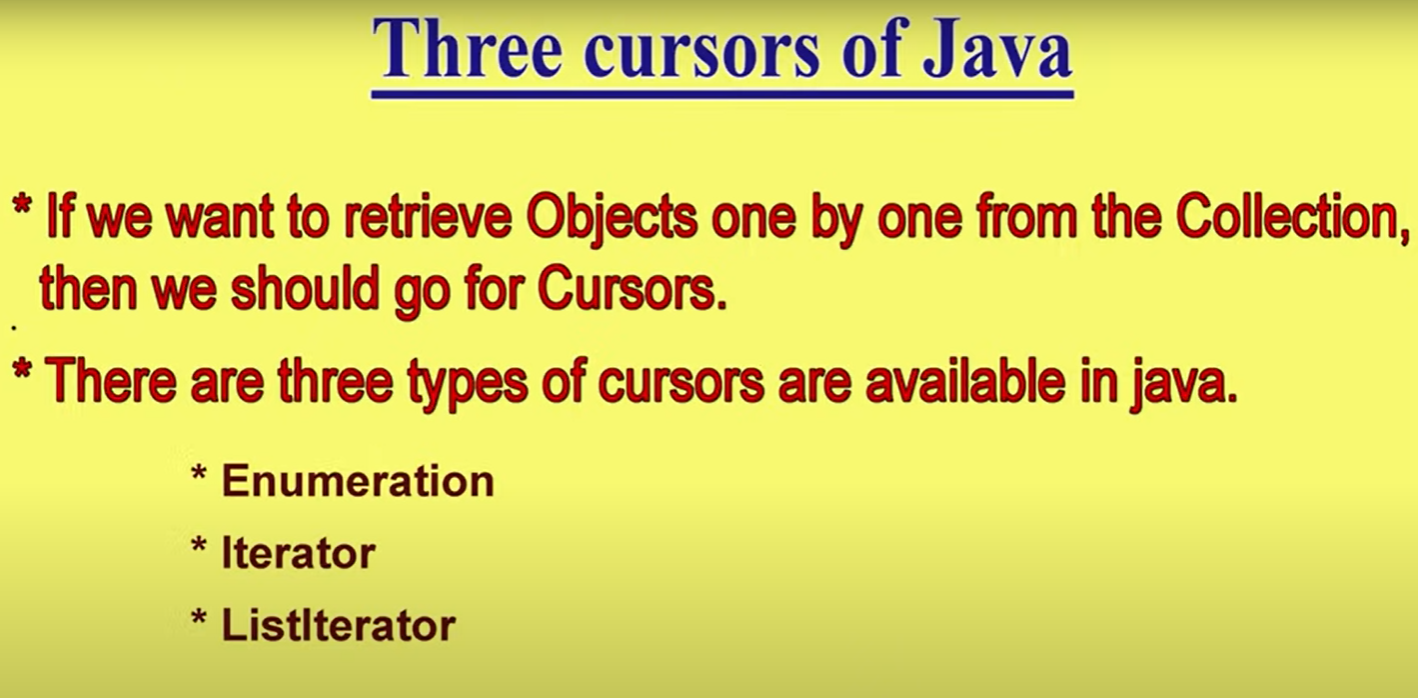 Three cursors of Java
* If we want to retrieve Objects one by one from the Collection,
then we should go for Cursors.
* There are three types of cursors are available in java.
* Enumeration
* Iterator
* ListIterator